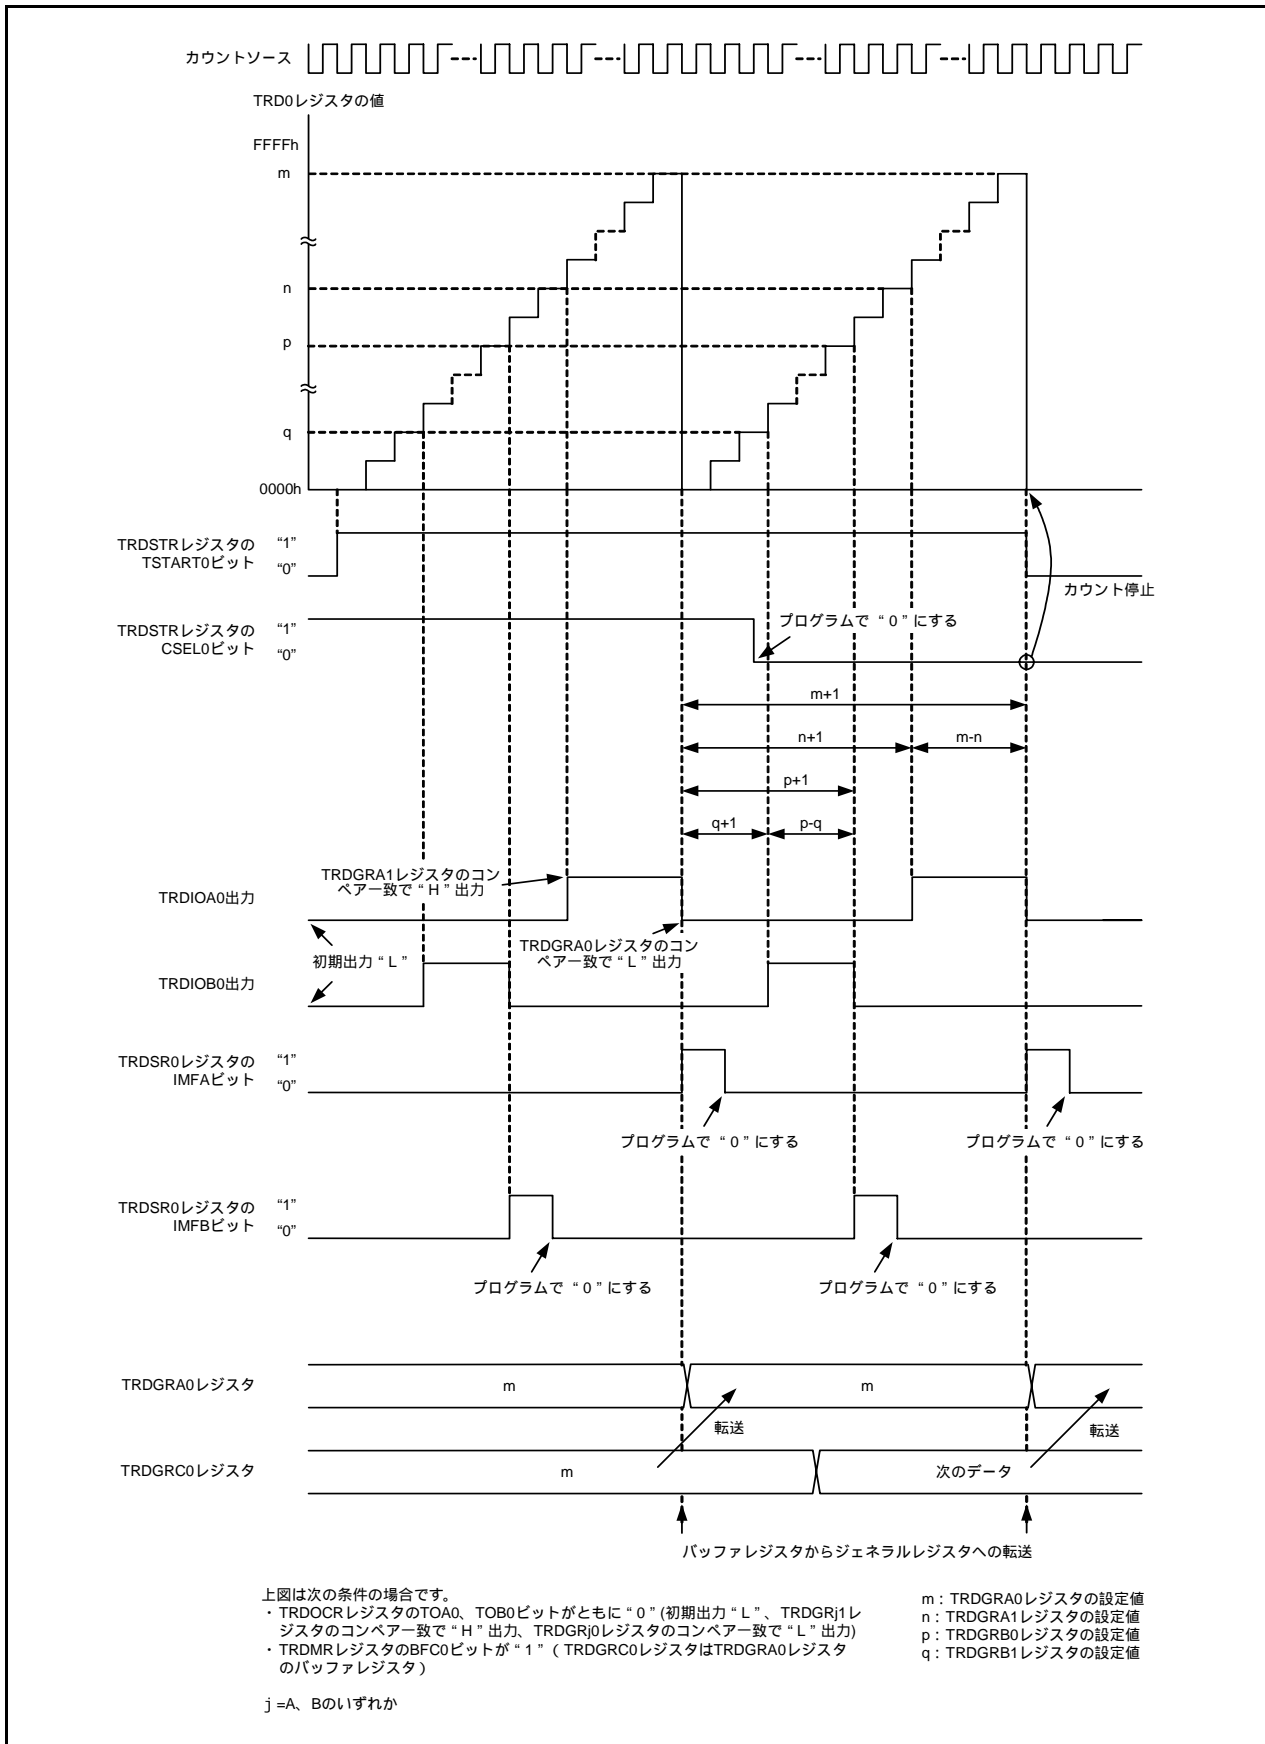 カウントソース
TRD0レジスタの値
FFFFh
m
n
p
q
0000h
TRDSTRレジスタの
TSTART0ビット
“1”
“0”
カウント停止
TRDSTRレジスタの
CSEL0ビット
“1”
“0”
プログラムで “ 0 ” にする
m+1
n+1
m-n
p+1
q+1
p-q
TRDGRA1レジスタのコン
ペア一致で “ H ” 出力
TRDIOA0出力
TRDGRA0レジスタのコン
ペア一致で “ L ” 出力
初期出力 “ L ”
TRDIOB0出力
TRDSR0レジスタの
IMFAビット
“1”
“0”
プログラムで “ 0 ” にする
プログラムで “ 0 ” にする
TRDSR0レジスタの
IMFBビット
“1”
“0”
プログラムで “ 0 ” にする
プログラムで “ 0 ” にする
TRDGRA0レジスタ
m
m
転送
転送
TRDGRC0レジスタ
m
次のデータ
バッファレジスタからジェネラルレジスタへの転送
上図は次の条件の場合です。
・ TRDOCRレジスタのTOA0、TOB0ビットがともに “ 0 ” (初期出力 “ L ” 、TRDGRj1レ
ジスタのコンペア一致で “ H ” 出力、TRDGRj0レジスタのコンペア一致で “ L ” 出力)
・ TRDMRレジスタのBFC0ビットが “ 1 ” （ TRDGRC0レジスタはTRDGRA0レジスタ
のバッファレジスタ ）
j =A、Bのいずれか
m : TRDGRA0レジスタの設定値
n : TRDGRA1レジスタの設定値
p : TRDGRB0レジスタの設定値
q : TRDGRB1レジスタの設定値